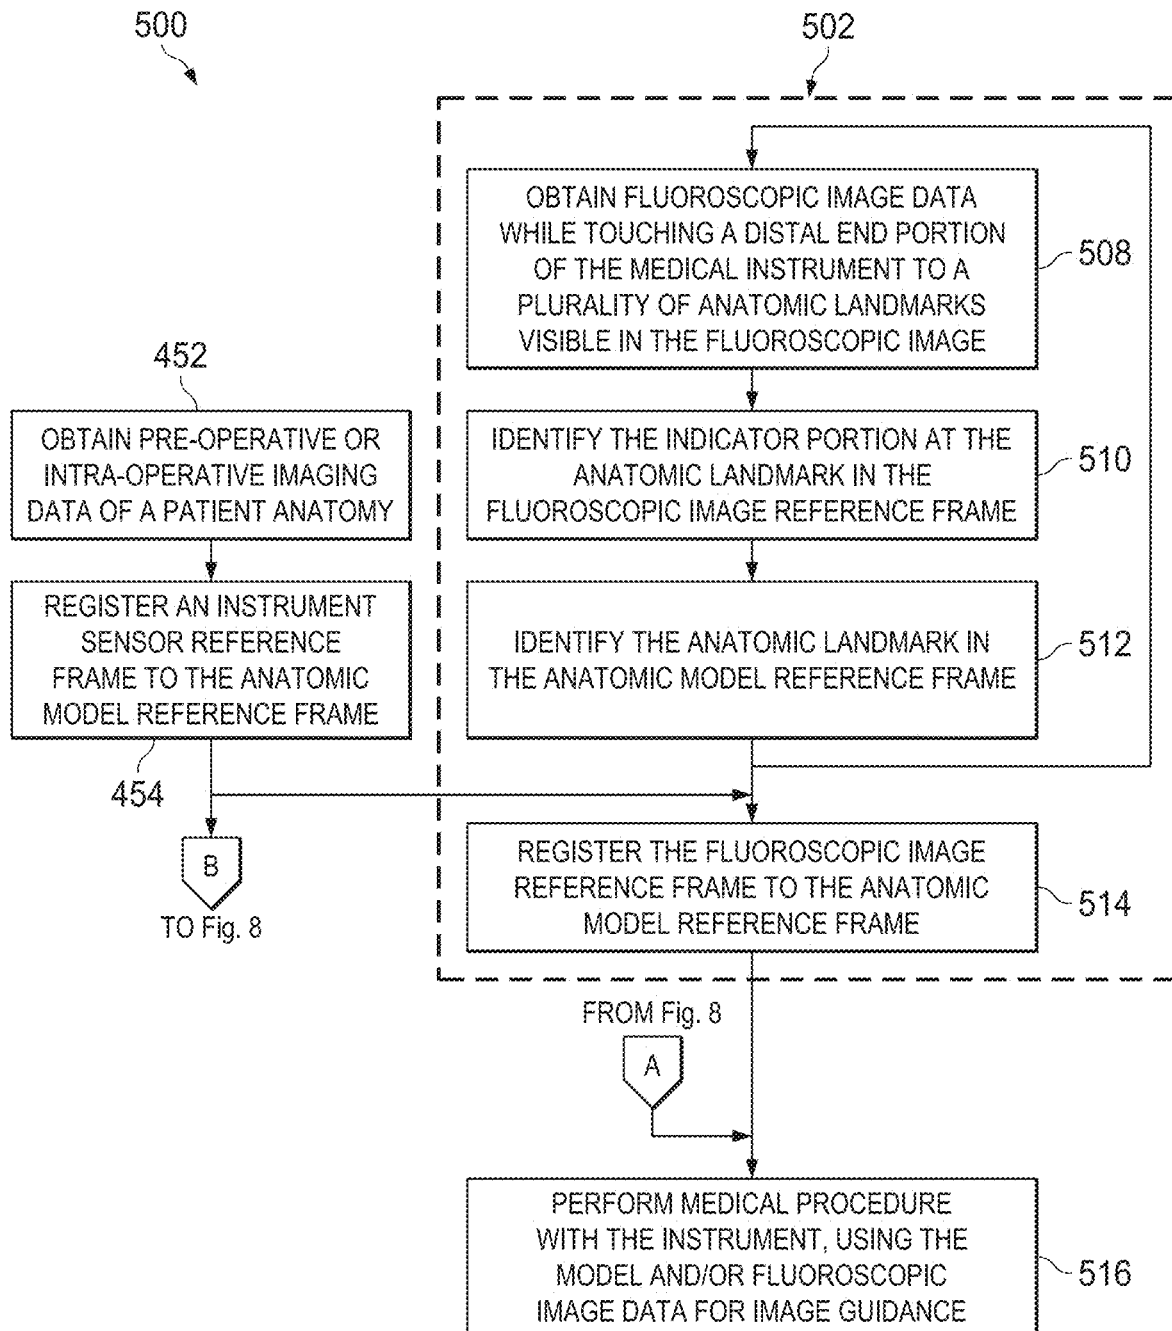 500
502
OBTAIN FLUOROSCOPIC IMAGE DATA
WHILE TOUCHING A DISTAL END PORTION
OF THE MEDICAL INSTRUMENT TO A
PLURALITY OF ANATOMIC LANDMARKS
VISIBLE IN THE FLUOROSCOPIC IMAGE
508
452
OBTAIN PRE-OPERATIVE OR
INTRA-OPERATIVE IMAGING
DATA OF A PATIENT ANATOMY
IDENTIFY THE INDICATOR PORTION AT THE
ANATOMIC LANDMARK IN THE
FLUOROSCOPIC IMAGE REFERENCE FRAME
510
REGISTER AN INSTRUMENT
SENSOR REFERENCE
FRAME TO THE ANATOMIC
MODEL REFERENCE FRAME
454
IDENTIFY THE ANATOMIC LANDMARK IN
THE ANATOMIC MODEL REFERENCE FRAME
512
B
TO Fig. 8
REGISTER THE FLUOROSCOPIC IMAGE
REFERENCE FRAME TO THE ANATOMIC
MODEL REFERENCE FRAME
514
FROM Fig. 8
A
PERFORM MEDICAL PROCEDURE
WITH THE INSTRUMENT, USING THE
MODEL AND/OR FLUOROSCOPIC
IMAGE DATA FOR IMAGE GUIDANCE
516